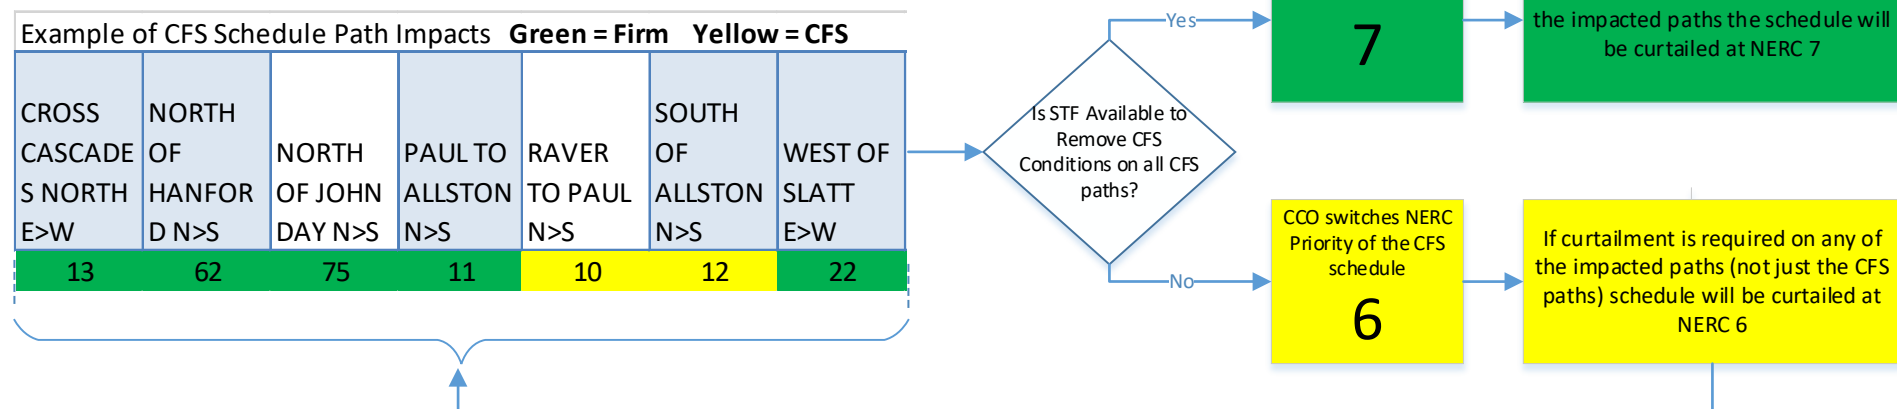 Example of CFS Schedule Path Impacts Green = Firm Yellow = CFS
CROSS
CASCADE
S NORTH
E>W
NORTH
OF
HANFOR
D N>S
NORTH
OF JOHN
DAY N>S
PAUL TO
ALLSTON
N>S
RAVER
TO PAUL
N>S
SOUTH
OF
ALLSTON
N>S
WEST OF
SLATT
E>W
13 62 75 11 10 12 22
Is STF Available to
Remove CFS
Conditions on all CFS
paths?
Yes
7
the impacted paths the schedule will
be curtailed at NERC 7
No
CCO switches NERC
Priority of the CFS
schedule
6
If curtailment is required on any of
the impacted paths (not just the CFS
paths) schedule will be curtailed at
NERC 6